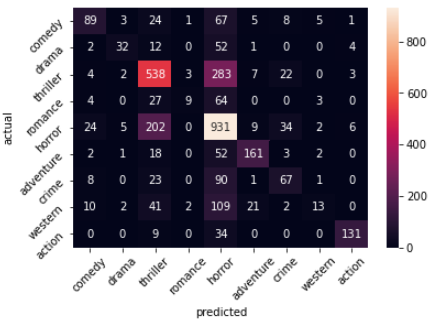 comedy 89 3 24 1 67 5 8 5 1
drama 2 32 12 0 52 1 0 0 4
thriller 4 2 538 3 283 7 22 0 3
romance 4 0 27 9 64 0 0 3 0
horror 24 5 202 0 931 9 34 2 6
adventure 2 1 18 0 52 161 3 2 0
crime 8 0 23 0 90 1 67 1 0
western 10 2 41 2 109 21 2 13 0
action 0 0 9 0 34 0 0 0 131
comedy drama thriller romance horror adventure crime western action
predicted
actual
800
600
400
200
0